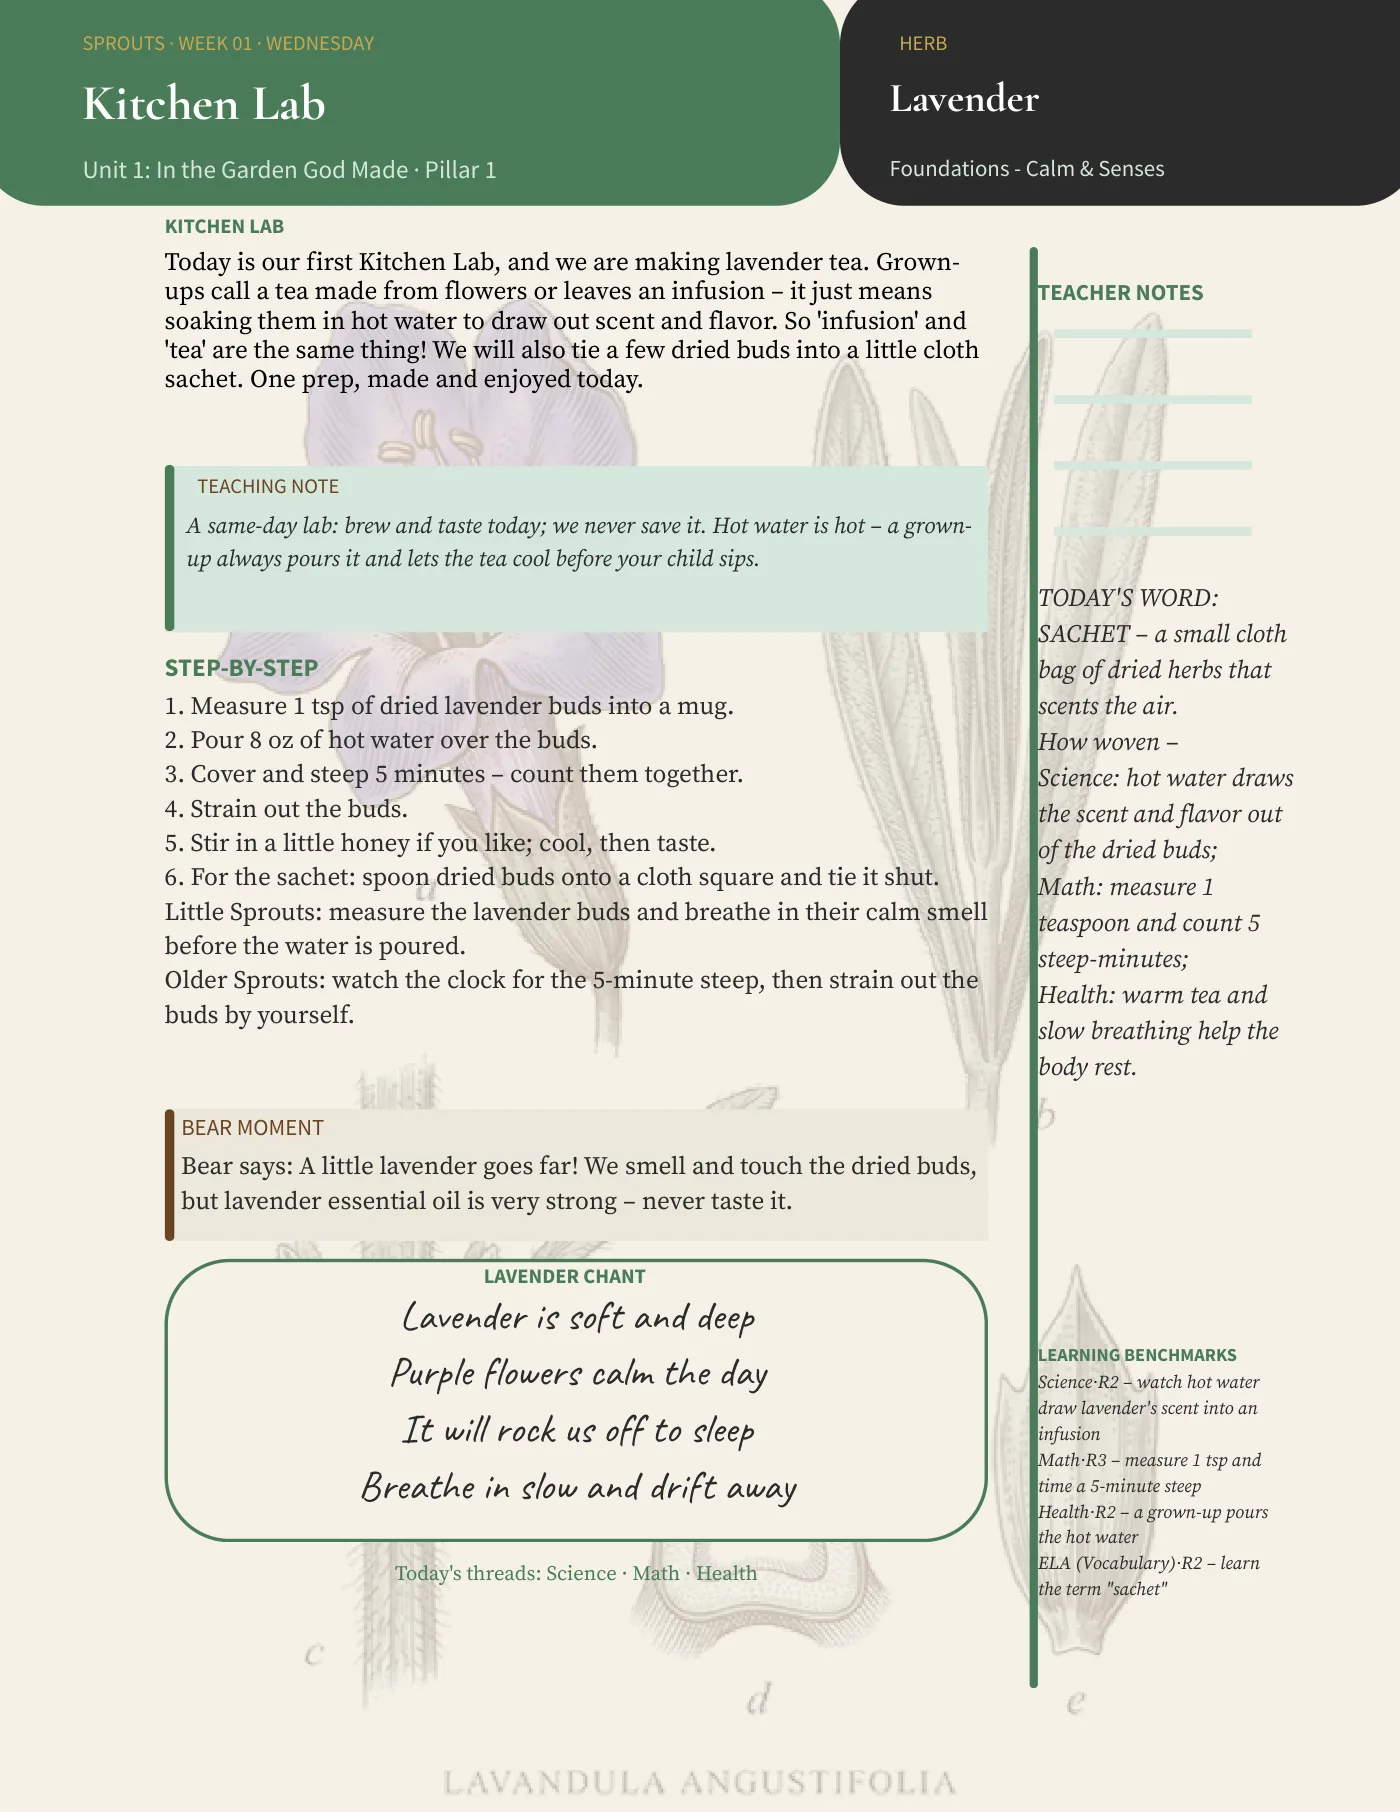 SPROUTS · WEEK 01 · WEDNESDAY
Kitchen Lab
Unit 1: In the Garden God Made · Pillar 1
HERB
Lavender
Foundations - Calm & Senses
KITCHEN LAB
Today is our first Kitchen Lab, and we are making lavender tea. Grown-
ups call a tea made from flowers or leaves an infusion – it just means
soaking them in hot water to draw out scent and flavor. So 'infusion' and
'tea' are the same thing! We will also tie a few dried buds into a little cloth
sachet. One prep, made and enjoyed today.
TEACHING NOTE
A same-day lab: brew and taste today; we never save it. Hot water is hot – a grown-
up always pours it and lets the tea cool before your child sips.
STEP-BY-STEP
1. Measure 1 tsp of dried lavender buds into a mug.
2. Pour 8 oz of hot water over the buds.
3. Cover and steep 5 minutes – count them together.
4. Strain out the buds.
5. Stir in a little honey if you like; cool, then taste.
6. For the sachet: spoon dried buds onto a cloth square and tie it shut.
Little Sprouts: measure the lavender buds and breathe in their calm smell
before the water is poured.
Older Sprouts: watch the clock for the 5-minute steep, then strain out the
buds by yourself.
BEAR MOMENT
Bear says: A little lavender goes far! We smell and touch the dried buds,
but lavender essential oil is very strong – never taste it.
LAVENDER CHANT
Lavender is soft and deep
Purple flowers calm the day
It will rock us off to sleep
Breathe in slow and drift away
Today's threads: Science · Math · Health
TEACHER NOTES
TODAY'S WORD:
SACHET – a small cloth
bag of dried herbs that
scents the air.
How woven –
Science: hot water draws
the scent and flavor out
of the dried buds;
Math: measure 1
teaspoon and count 5
steep-minutes;
Health: warm tea and
slow breathing help the
body rest.
LEARNING BENCHMARKS
Science·R2 – watch hot water
draw lavender's scent into an
infusion
Math·R3 – measure 1 tsp and
time a 5-minute steep
Health·R2 – a grown-up pours
the hot water
ELA (Vocabulary)·R2 – learn
the term "sachet"
a
b
c
d
e
LAVANDULA ANGUSTIFOLIA